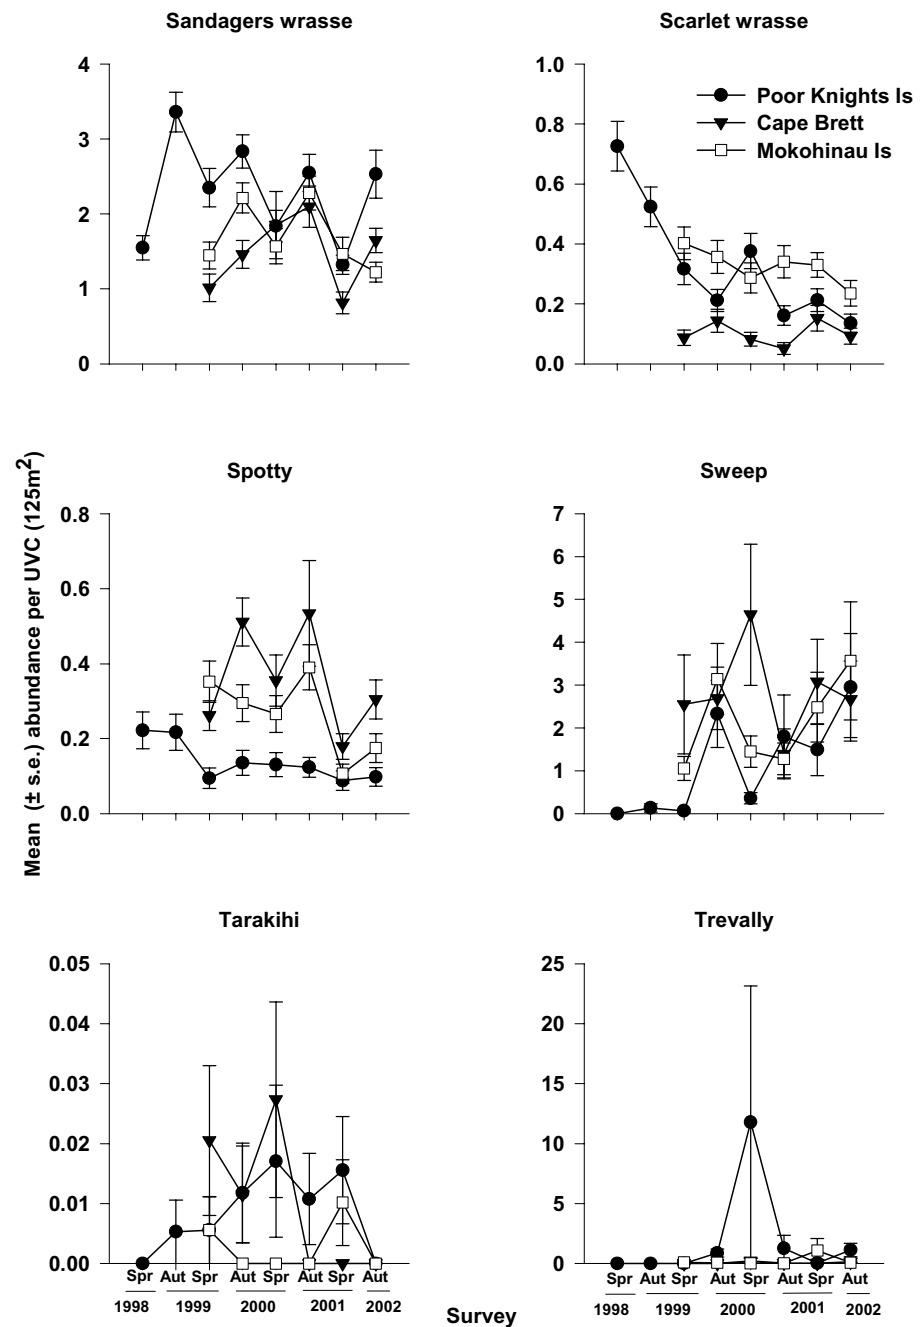 Sandagers wrasse
Scarlet wrasse
4
3
2
1
0
1.0
0.8
0.6
0.4
0.2
0.0
Poor Knights Is
Cape Brett
Mokohinau Is
Mean (± s.e.) abundance per UVC (125m2)
Spotty
Sweep
0.8
0.6
0.4
0.2
0.0
7
6
5
4
3
2
1
0
Tarakihi
Trevally
0.05
0.04
0.03
0.02
0.01
0.00
25
20
15
10
5
0
Spr Aut Spr Aut Spr Aut Spr Aut
1998 1999 2000 2001 2002
Spr Aut Spr Aut Spr Aut Spr Aut
1998 1999 2000 2001 2002
Survey